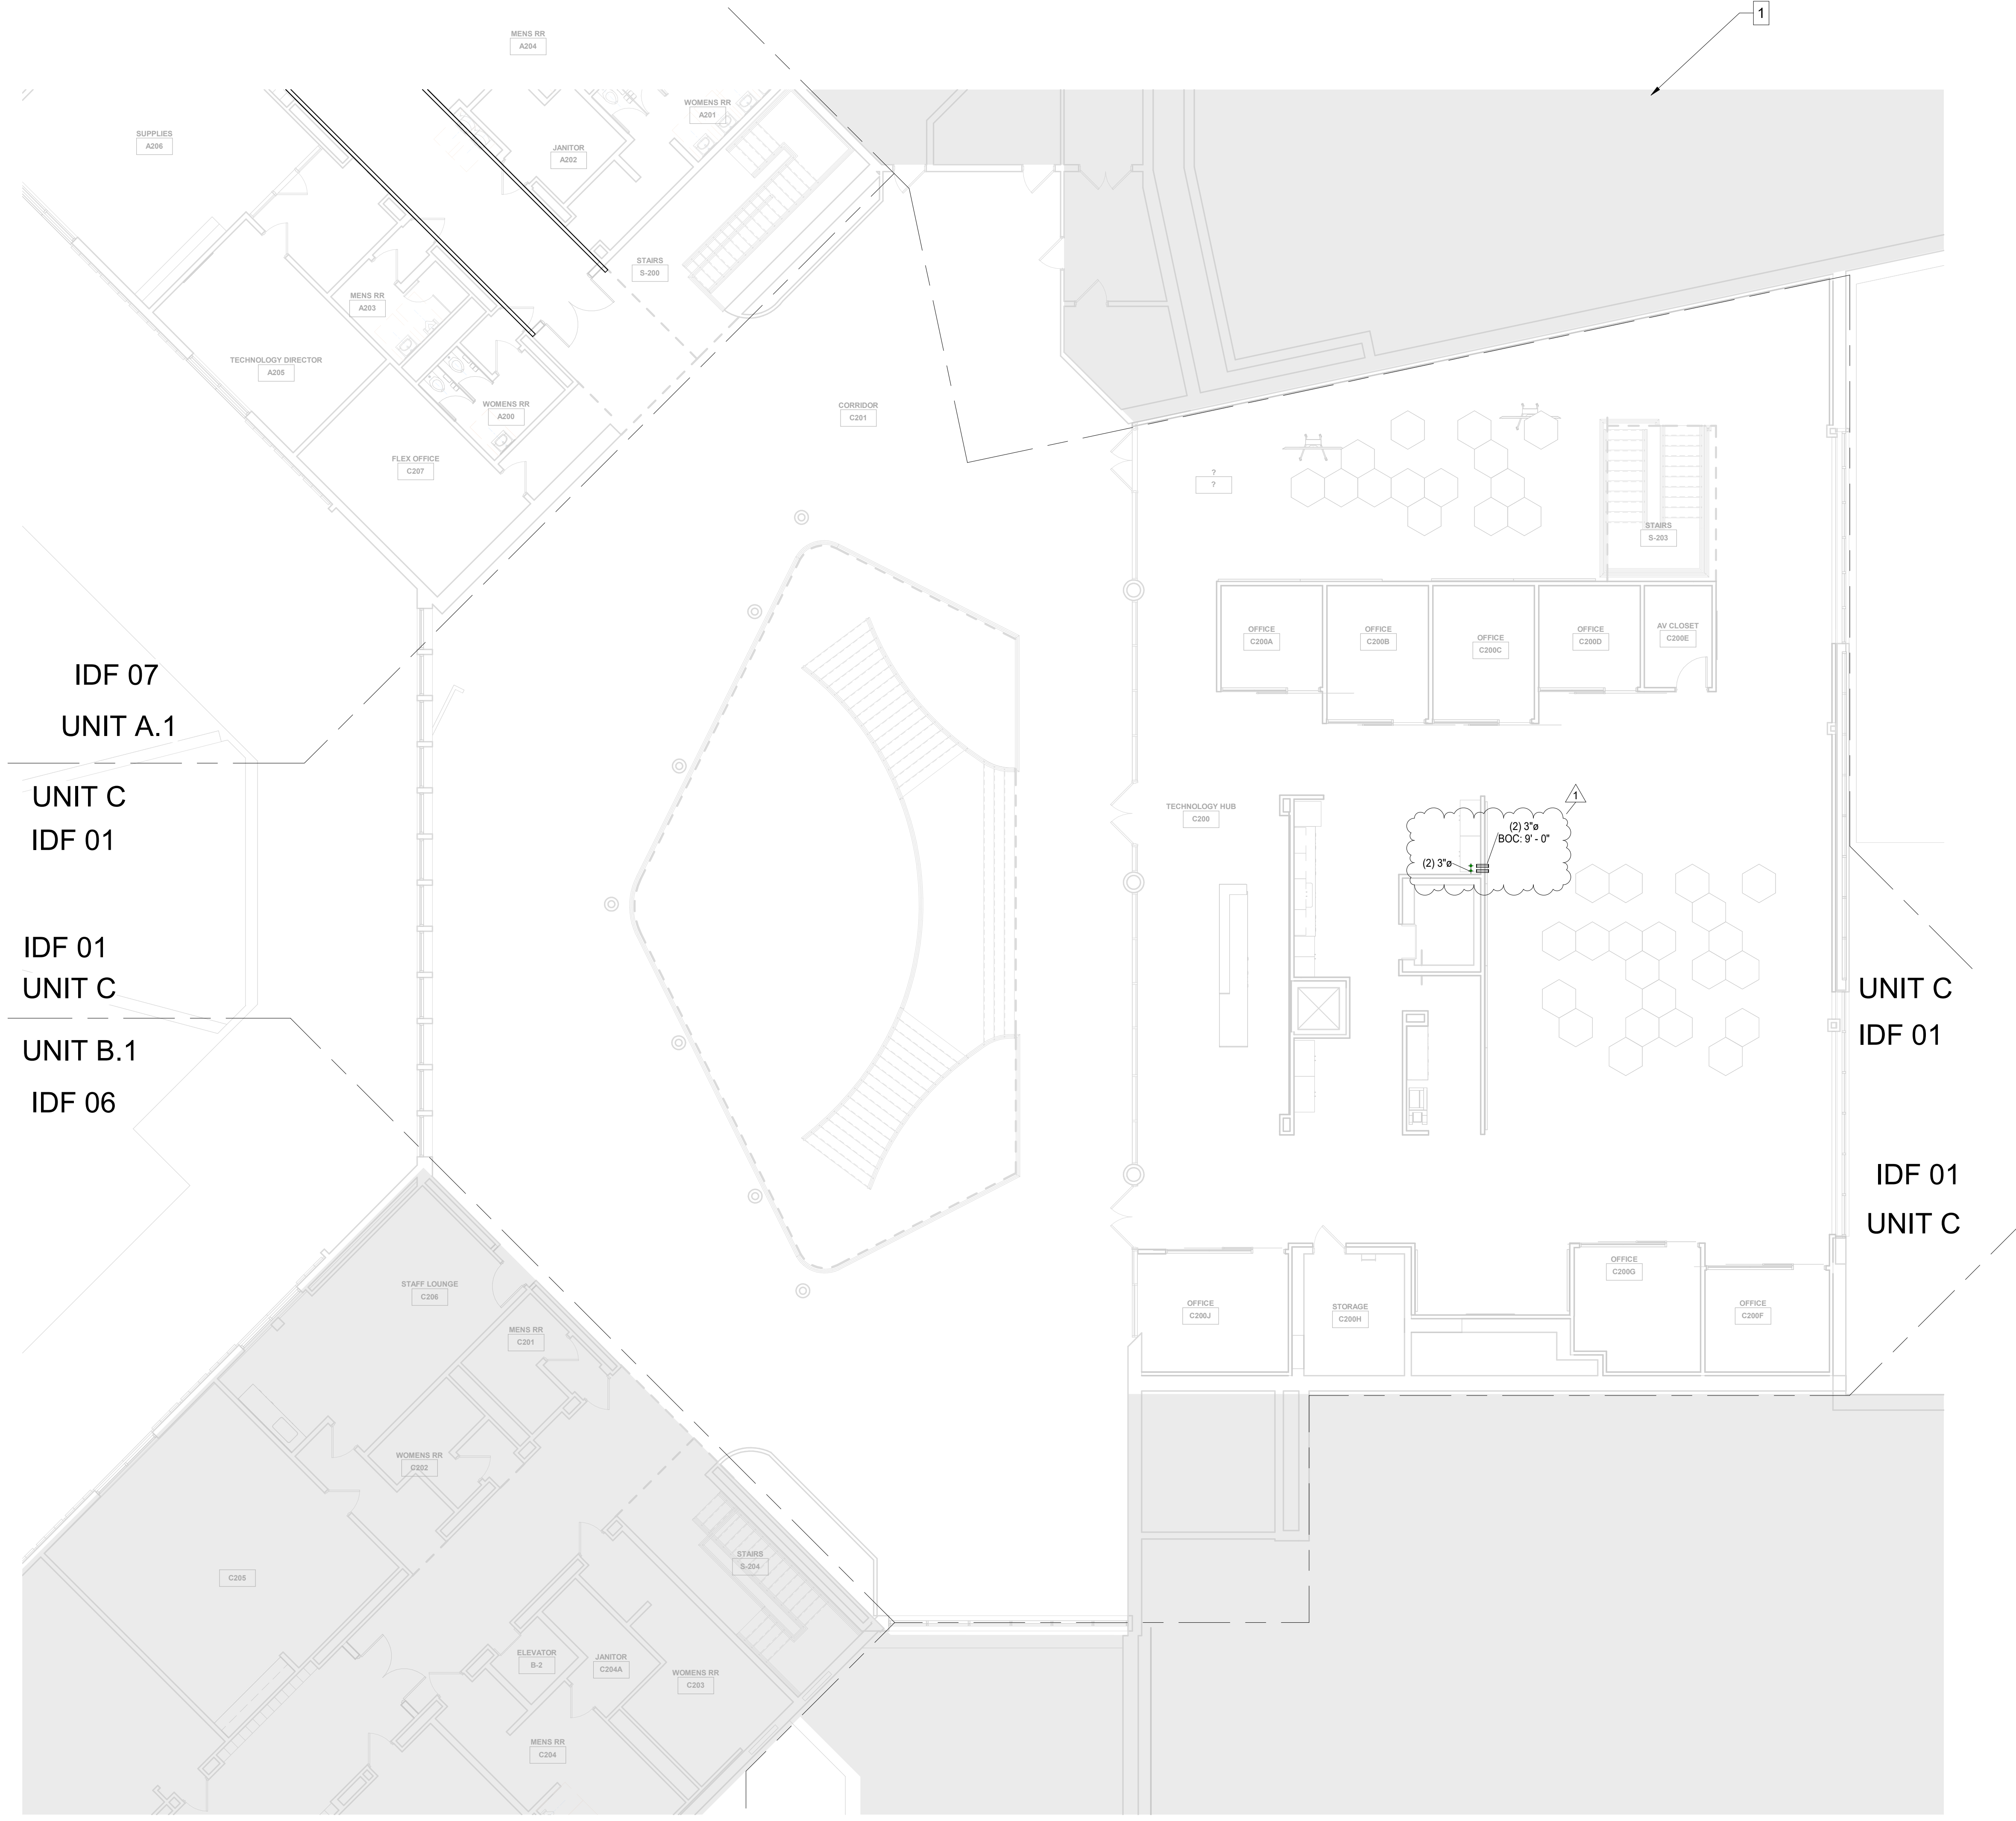 1
MENS RR
A204
WOMENS RR
A201
SUPPLIES
A206
JANITOR
A202
STAIRS
S-200
MENS RR
A203
TECHNOLOGY DIRECTOR
A205
WOMENS RR
A200
CORRIDOR
C201
FLEX OFFICE
C207
?
?
STAIRS
S-203
OFFICE
C200A
OFFICE
C200B
OFFICE
C200C
OFFICE
C200D
AV CLOSET
C200E
IDF 07
UNIT A.1
UNIT C
IDF 01
TECHNOLOGY HUB
C200
1
(2) 3"ø
BOC: 9' - 0"
(2) 3"ø
IDF 01
UNIT C
UNIT B.1
IDF 06
UNIT C
IDF 01
IDF 01
UNIT C
STAFF LOUNGE
C206
MENS RR
C201
OFFICE
C200J
STORAGE
C200H
OFFICE
C200G
OFFICE
C200F
WOMENS RR
C202
STAIRS
S-204
C205
ELEVATOR
B-2
JANITOR
C204A
WOMENS RR
C203
MENS RR
C204